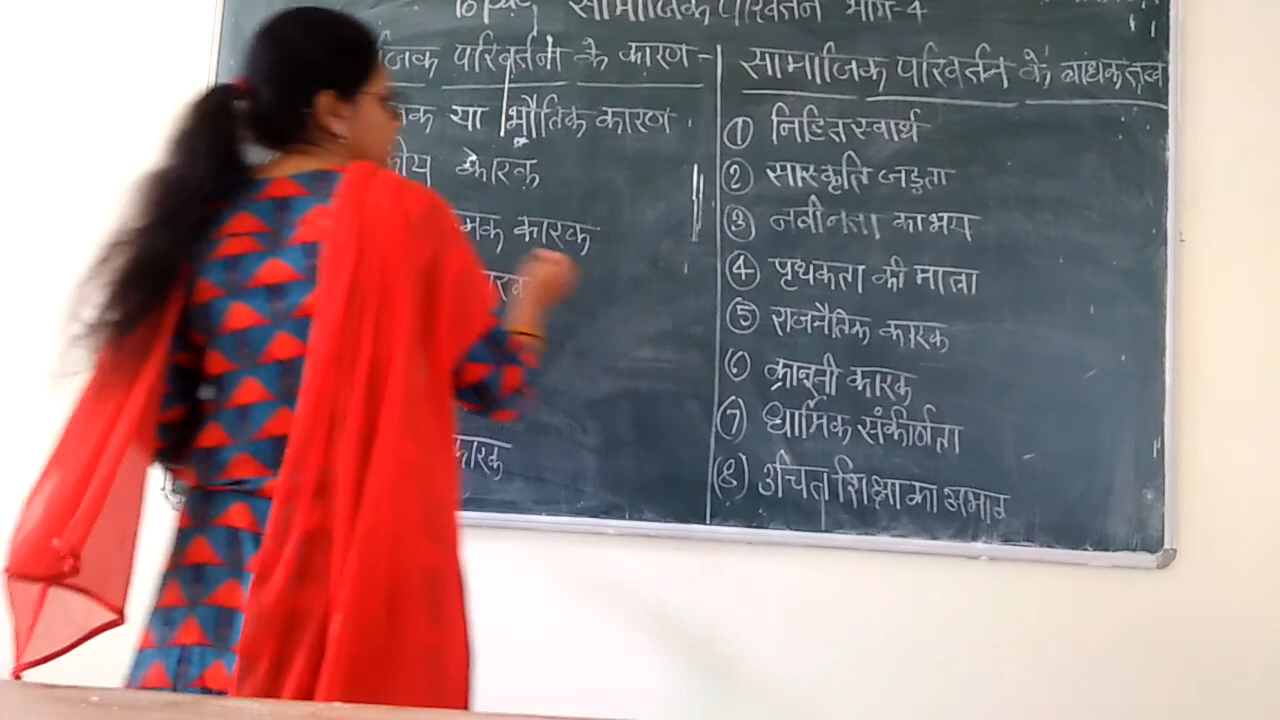 Topic, सामाजिक परिवर्तन भाग-4
जिक परिवर्तन के कारण -
या भौतिक कारण
कारक
मक कारक
कारक
सामाजिक परिवर्तन के बाधक तत्व
① निहित स्वार्थ
② सास्कृति जड़ता
③ नवीनता का भय
④ पृथकता की मात्रा
⑤ राजनैतिक कारक
⑥ कानूनी कारक
⑦ धार्मिक संकीर्णता
(8) उचित शिक्षा का अभाव